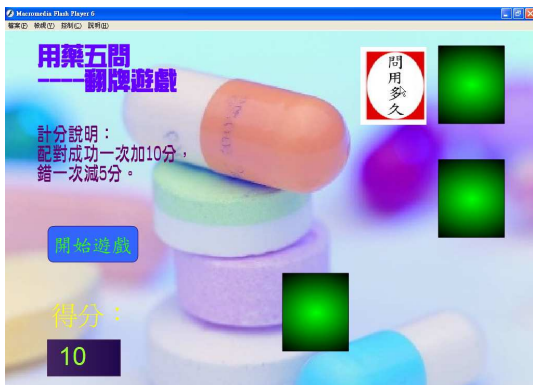 Macromedia Flash Player 6
檔案(F) 檢視(V) 控制(C) 說明(H)
用藥五問
----翻牌遊戲
計分說明：
配對成功一次加10分，
錯一次減5分。
開始遊戲
得分：
10
問用多久